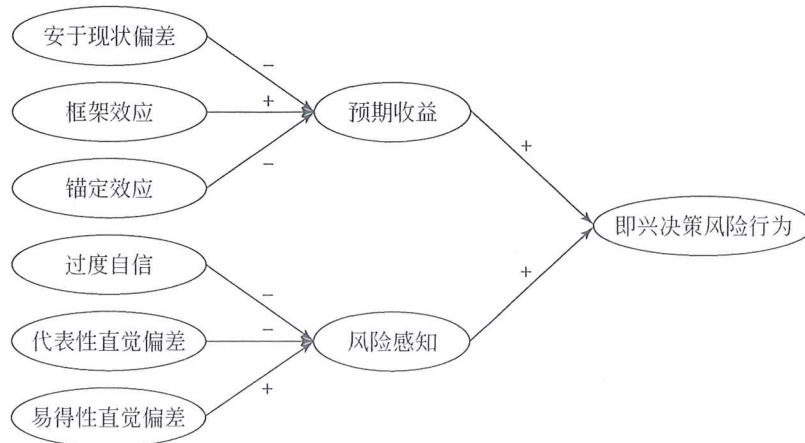 安于现状偏差
−
框架效应
+
预期收益
−
+
锚定效应
即兴决策风险行为
过度自信
+
−
代表性直觉偏差
−
风险感知
+
易得性直觉偏差